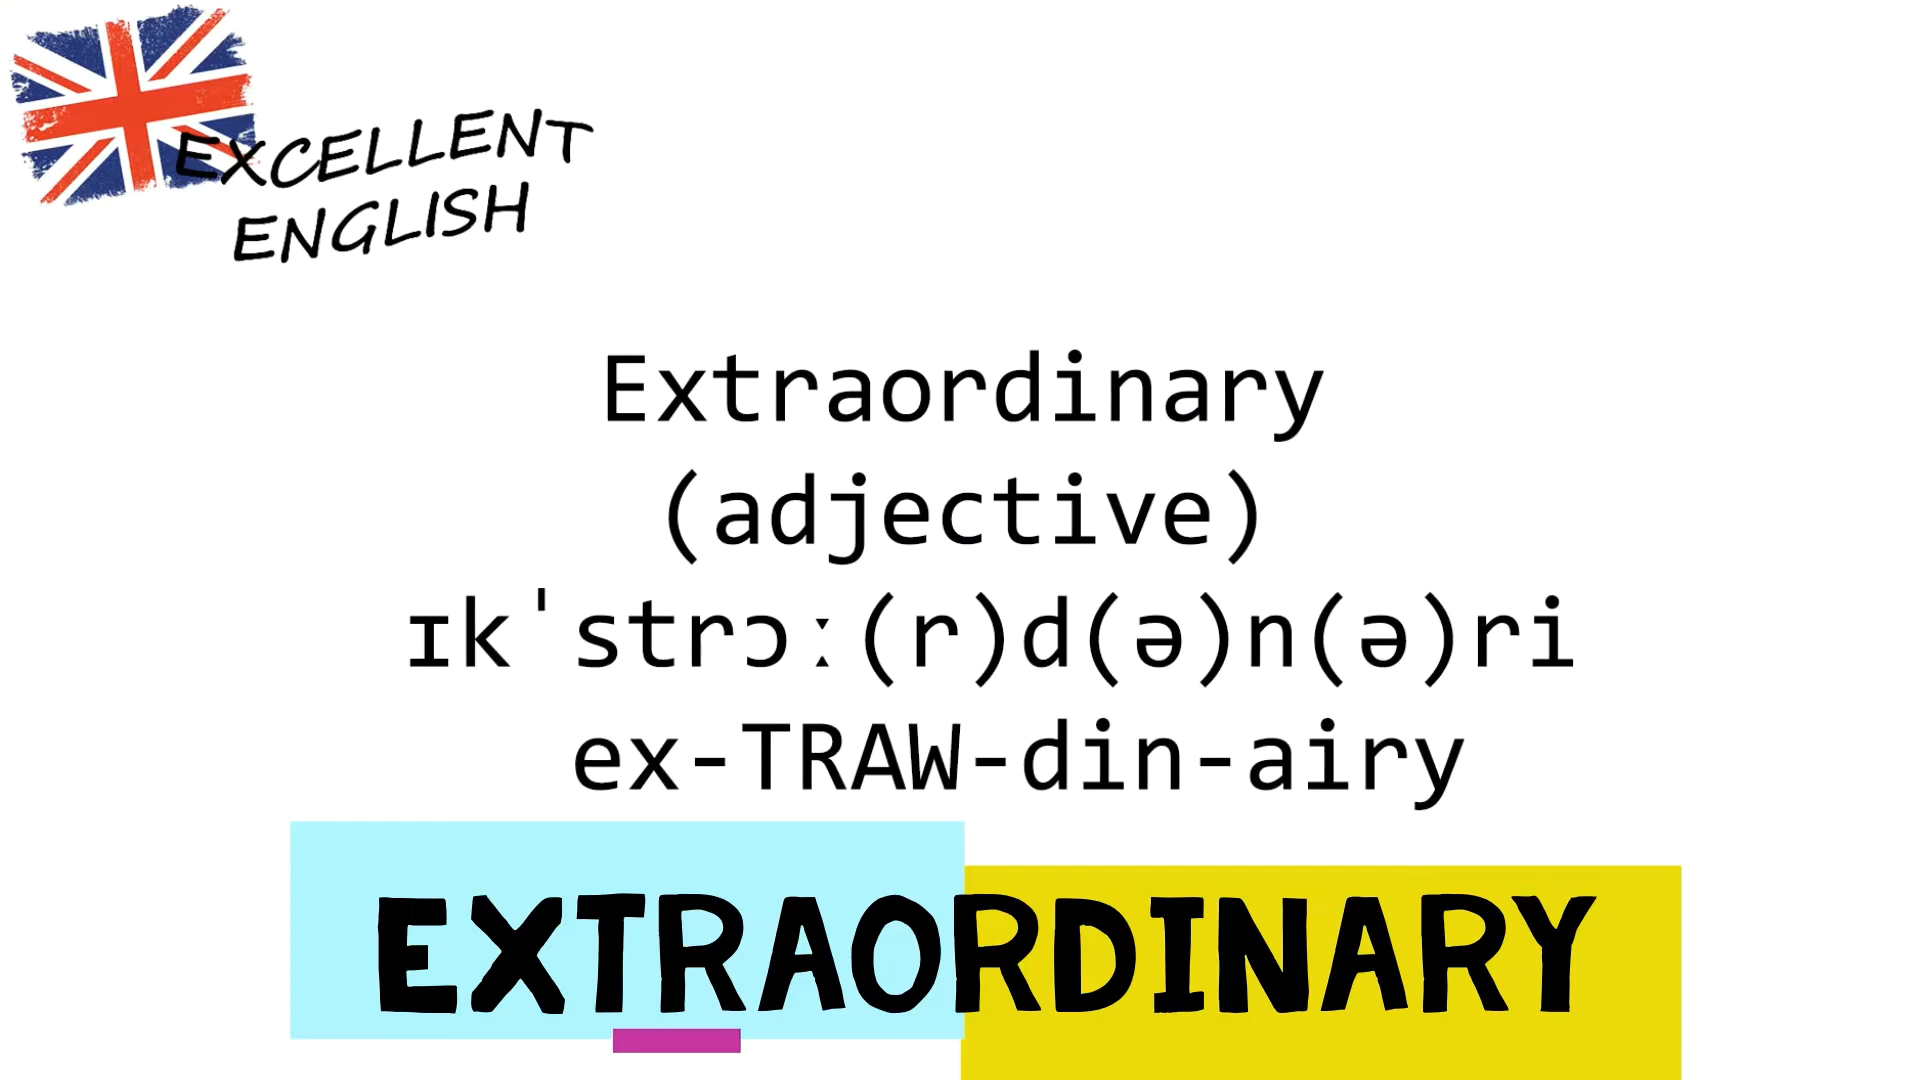 EXCELLENT
ENGLISH
Extraordinary
(adjective)
ɪkˈstrɔː(r)d(ə)n(ə)ri
ex-TRAW-din-airy
EXTRAORDINARY